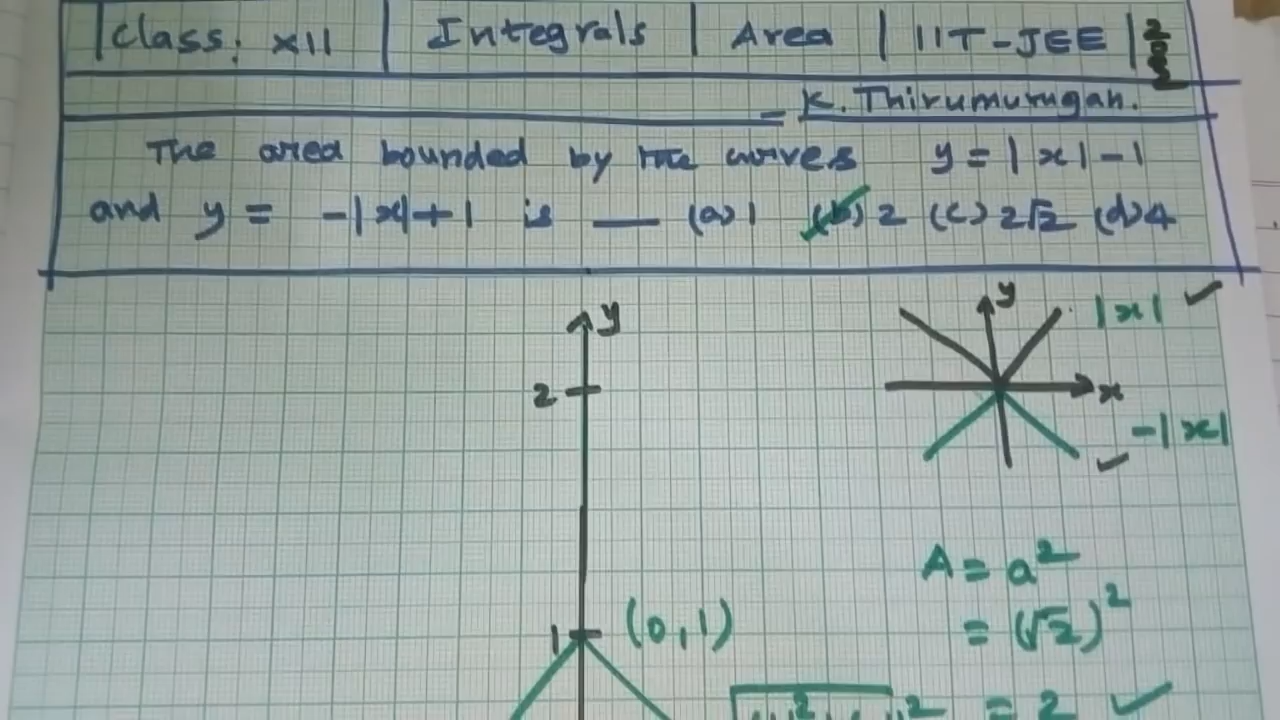 Class: XII | Integrals | Area | IIT-JEE | 2002
- K. Thirumurugan.
The area bounded by the curves y = |x| - 1
and y = -|x| + 1 is ___ (a) 1 (b) 2 (c) 2√2 (d) 4
y
y
|x| ✓
2
x
-|x|
✓
A = a²
1 (0,1)
= (√2)²
= 2 ✓